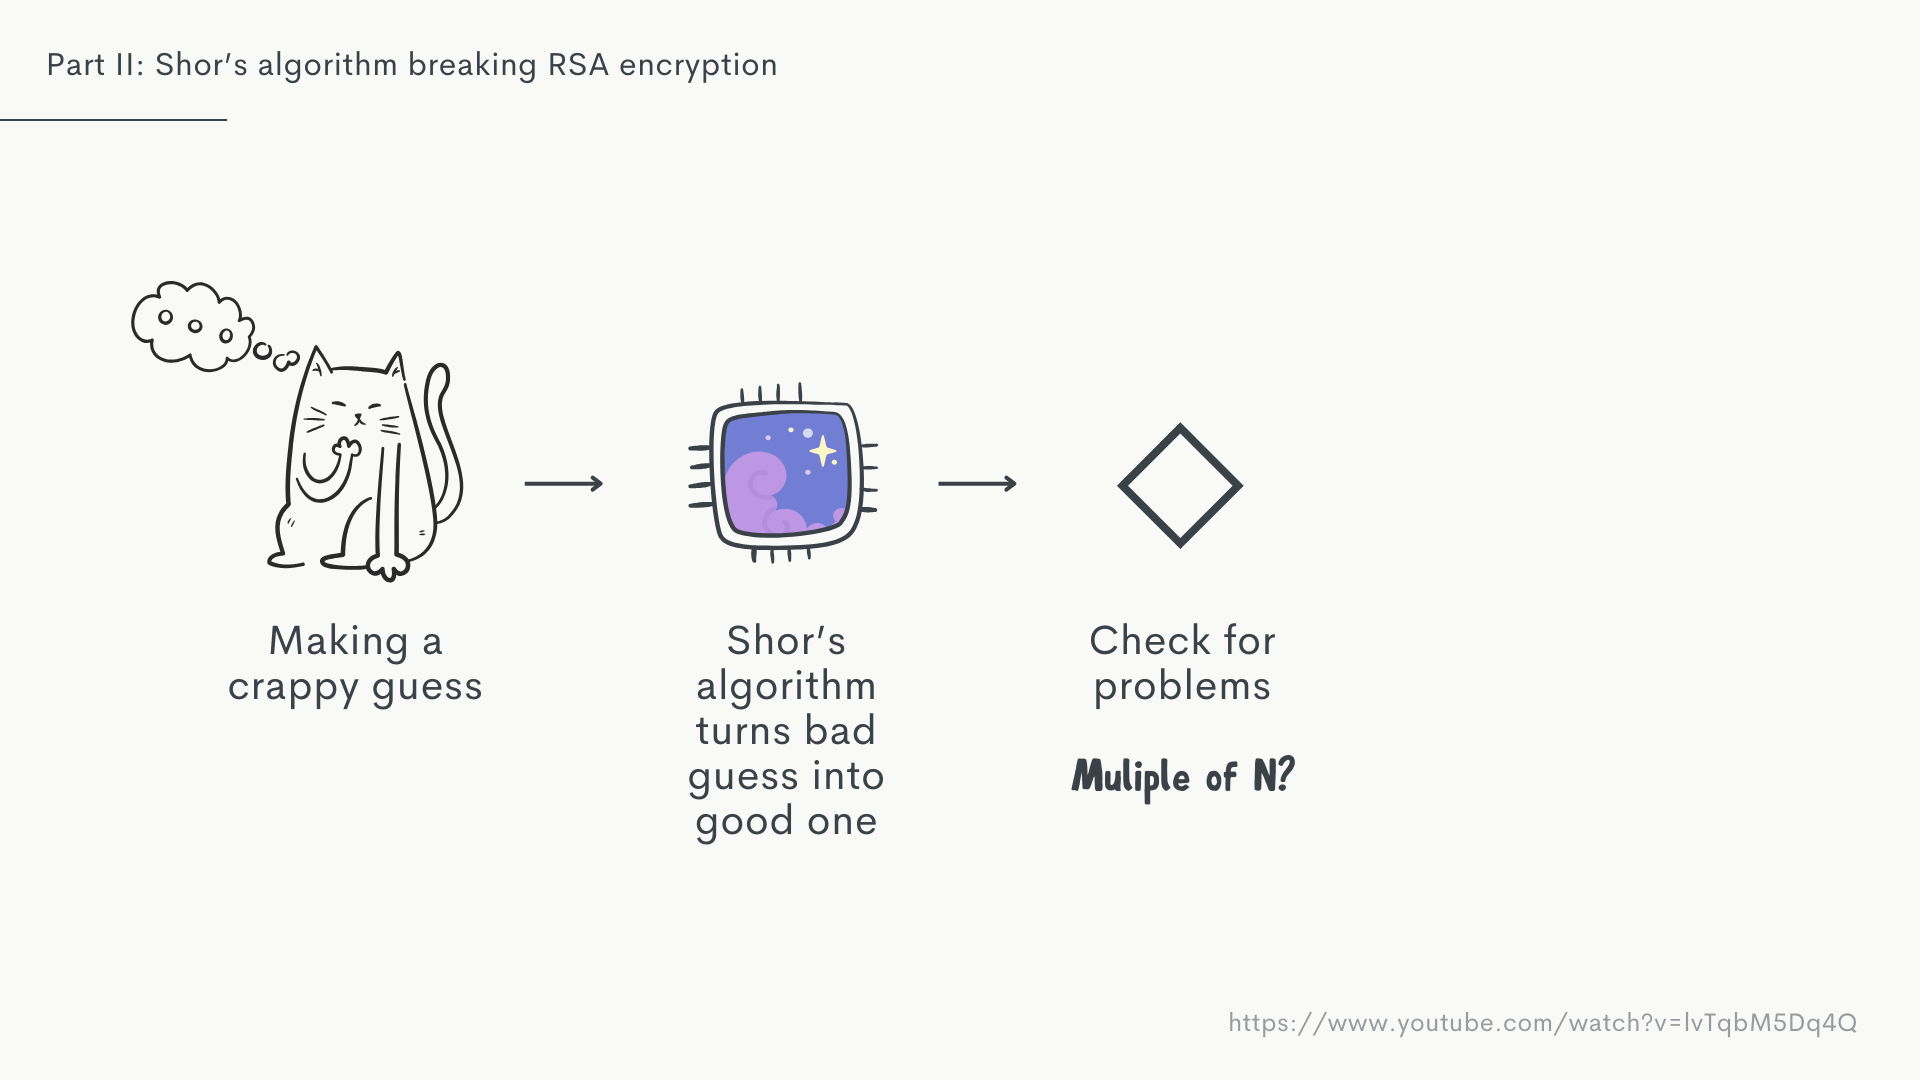 Part II: Shor’s algorithm breaking RSA encryption
Making a
crappy guess
Shor’s
algorithm
turns bad
guess into
good one
Check for
problems
Muliple of N?
https://www.youtube.com/watch?v=lvTqbM5Dq4Q